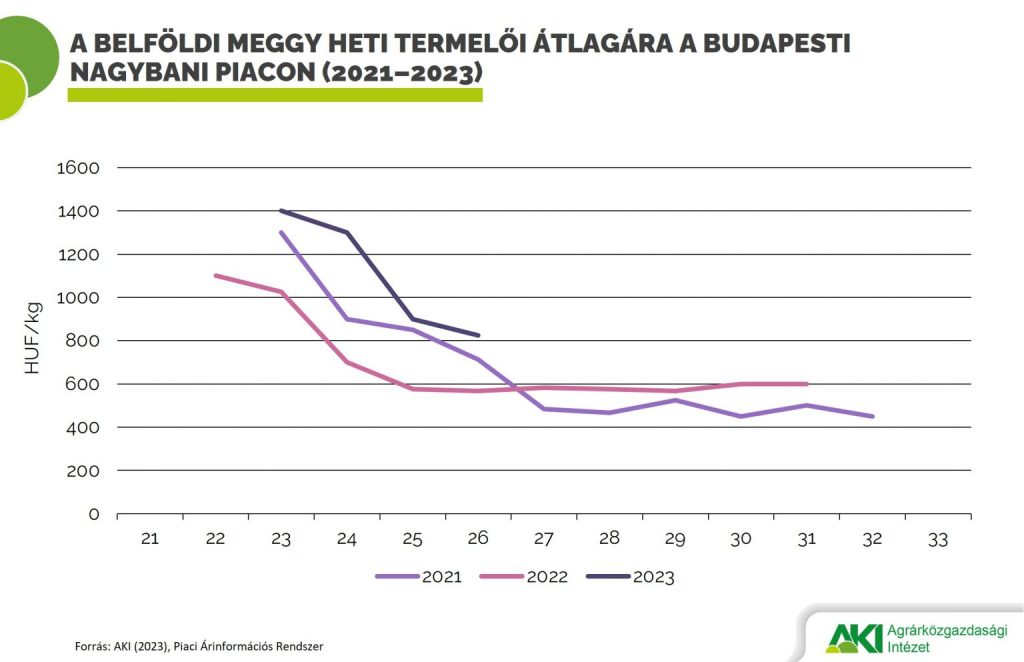 A BELFÖLDI MEGGY HETI TERMELŐI ÁTLAGÁRA A BUDAPESTI
NAGYBANI PIACON (2021–2023)
HUF/kg
1600
1400
1200
1000
800
600
400
200
0
21 22 23 24 25 26 27 28 29 30 31 32 33
2021 2022 2023
Forrás: AKI (2023), Piaci Árinformációs Rendszer
AKI Agrárközgazdasági
Intézet